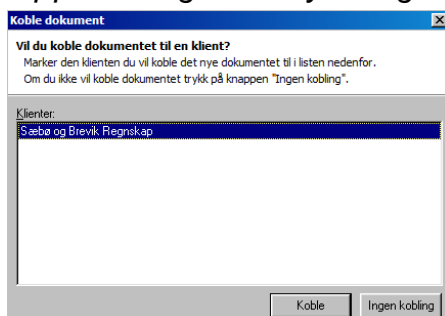 Koble dokument
Vil du koble dokumentet til en klient?
Marker den klienten du vil koble det nye dokumentet til i listen nedenfor.
Om du ikke vil koble dokumentet trykk på knappen "Ingen kobling".
Klienter:
Sæbø og Brevik Regnskap
Koble
Ingen kobling